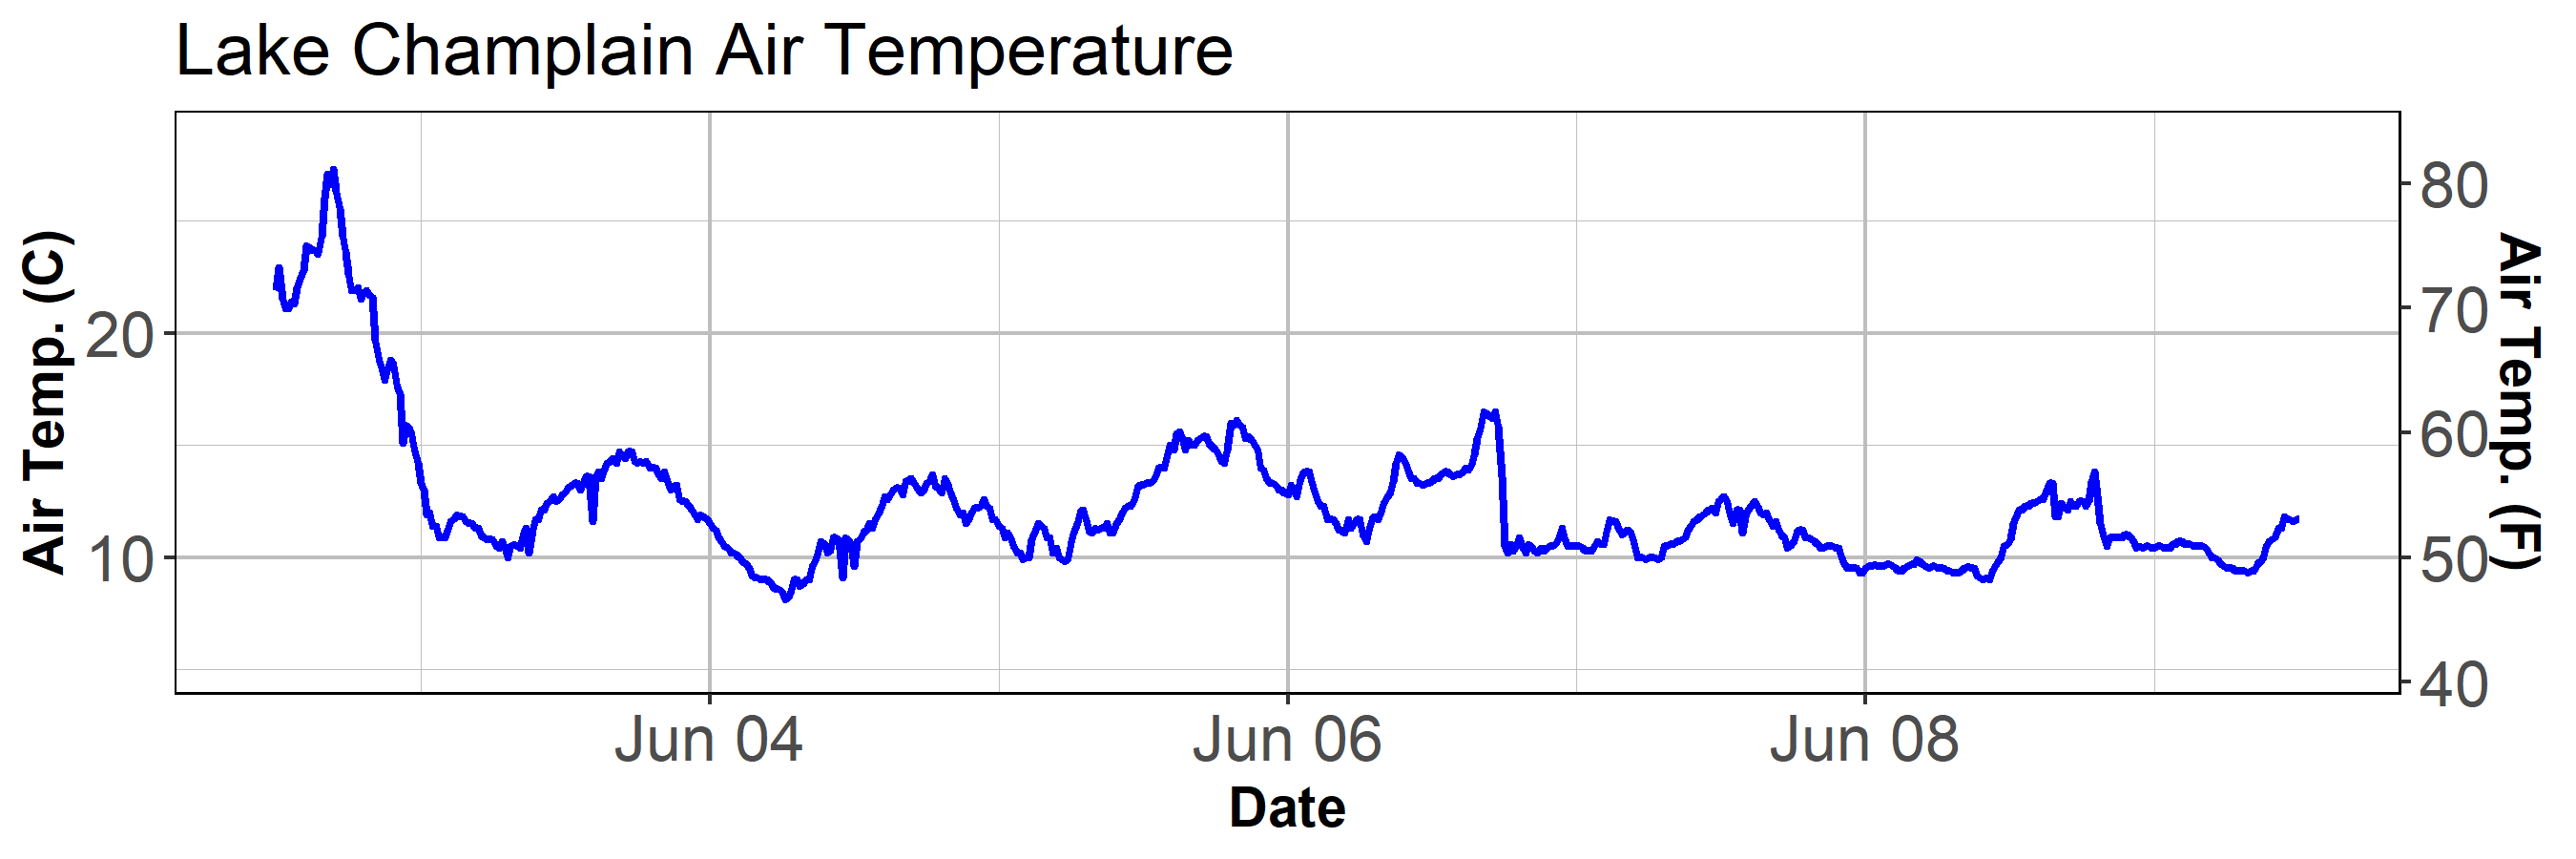 Lake Champlain Air Temperature
Air Temp. (C)
20
10
80
70
60
50
40
Air Temp. (F)
Jun 04
Jun 06
Jun 08
Date